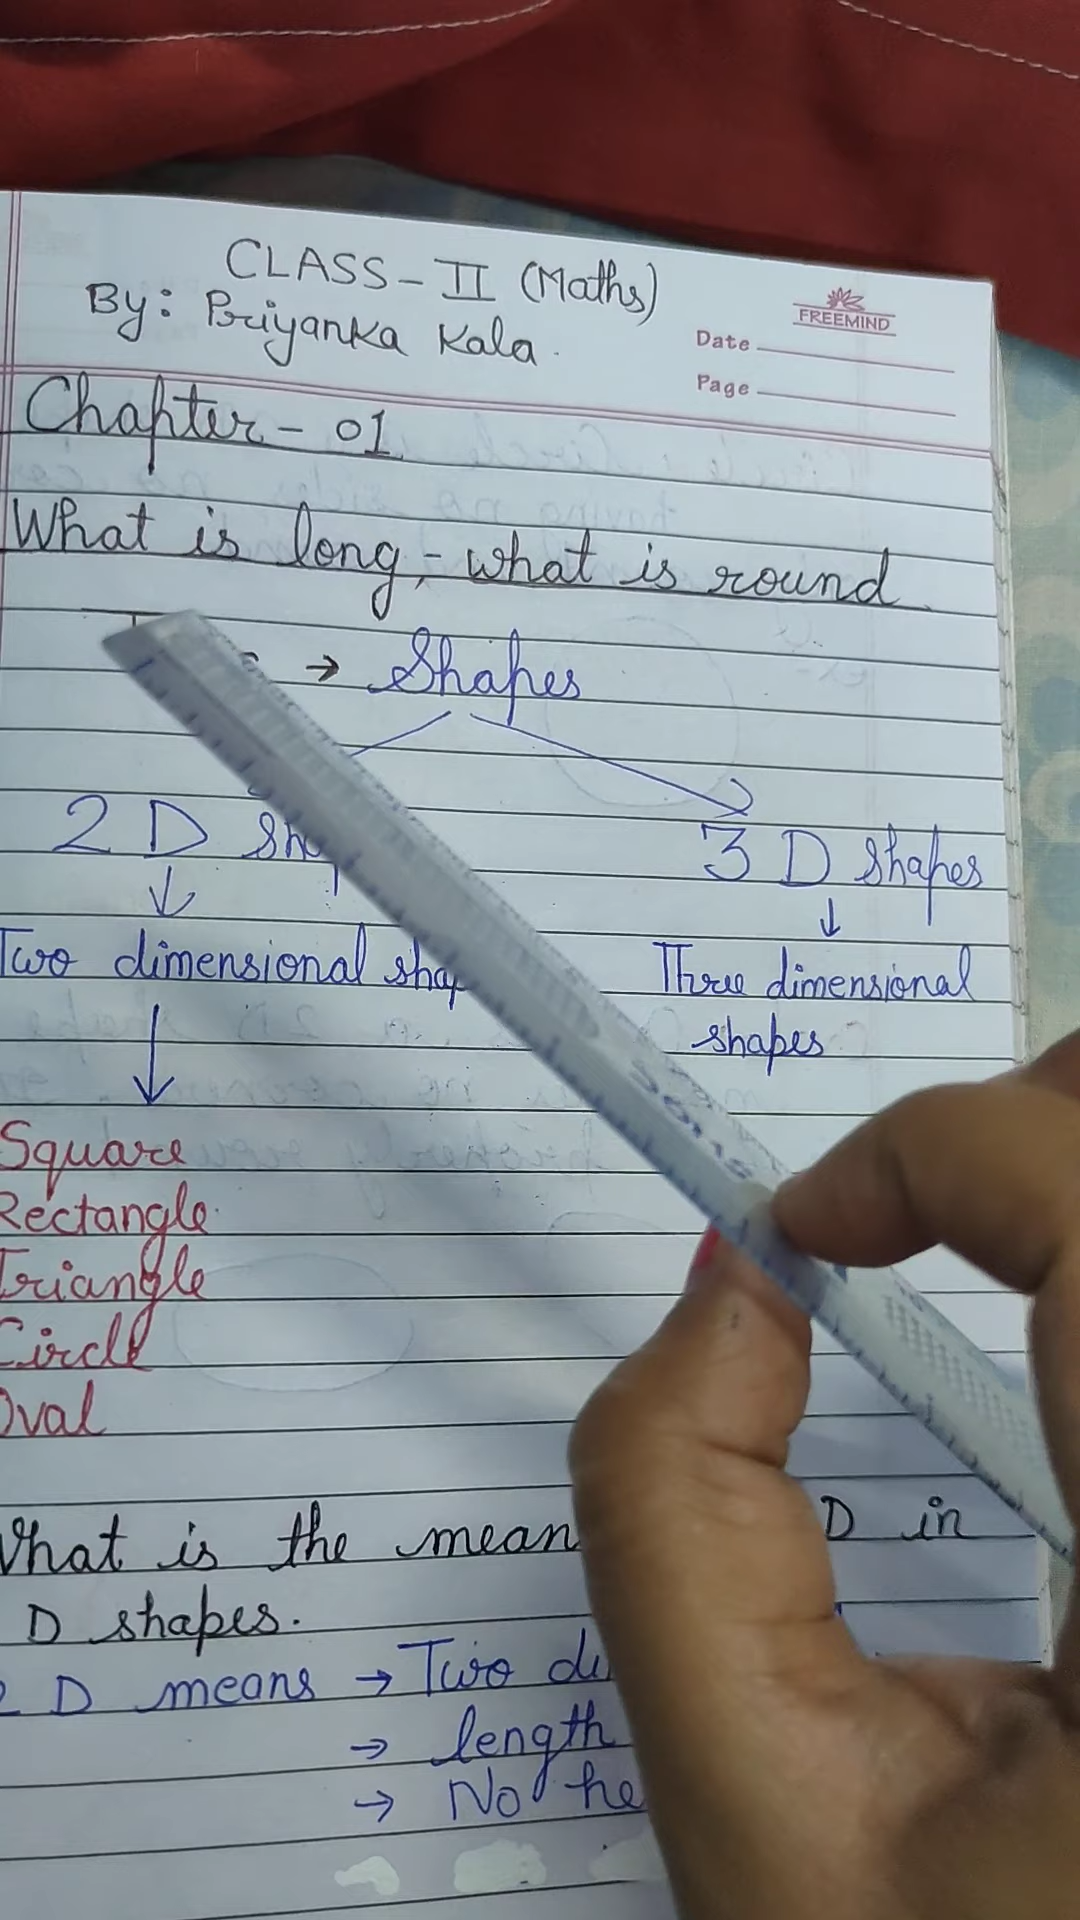 CLASS - II (Maths)
By: Priyanka Kala.
FREEMIND
Date
Page
Chapter - 01
What is long, - what is round
→ Shapes
2 D 3 D shapes
Two dimensional Three dimensional
shapes
Square
Rectangle
Triangle
Circle
Oval
What is the D in
D shapes.
D means → Two
→ length
→ No